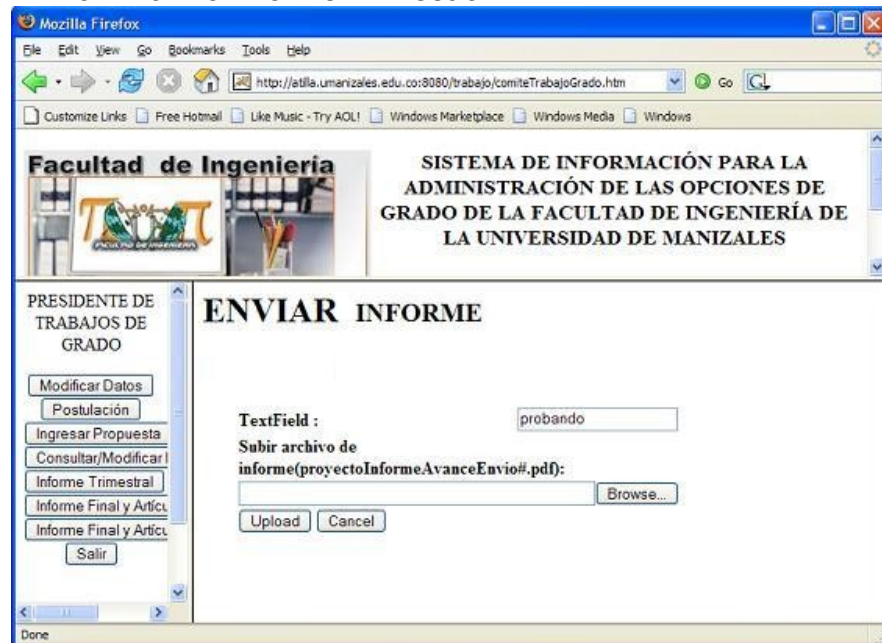 Mozilla Firefox
File Edit View Go Bookmarks Tools Help
http://atilla.umanizales.edu.co:8080/trabajo/comiteTrabajoGrado.htm Go
Customize Links Free Hotmail Like Music - Try AOL! Windows Marketplace Windows Media Windows
Facultad de Ingeniería
SISTEMA DE INFORMACIÓN PARA LA
ADMINISTRACIÓN DE LAS OPCIONES DE
GRADO DE LA FACULTAD DE INGENIERÍA DE
LA UNIVERSIDAD DE MANIZALES
FACULTAD DE INGENIERIA
PRESIDENTE DE
TRABAJOS DE
GRADO
Modificar Datos
Postulación
Ingresar Propuesta
Consultar/Modificar I
Informe Trimestral
Informe Final y Artícu
Informe Final y Artícu
Salir
ENVIAR INFORME
TextField : probando
Subir archivo de
informe(proyectoInformeAvanceEnvio#.pdf):
Browse...
Upload Cancel
Done